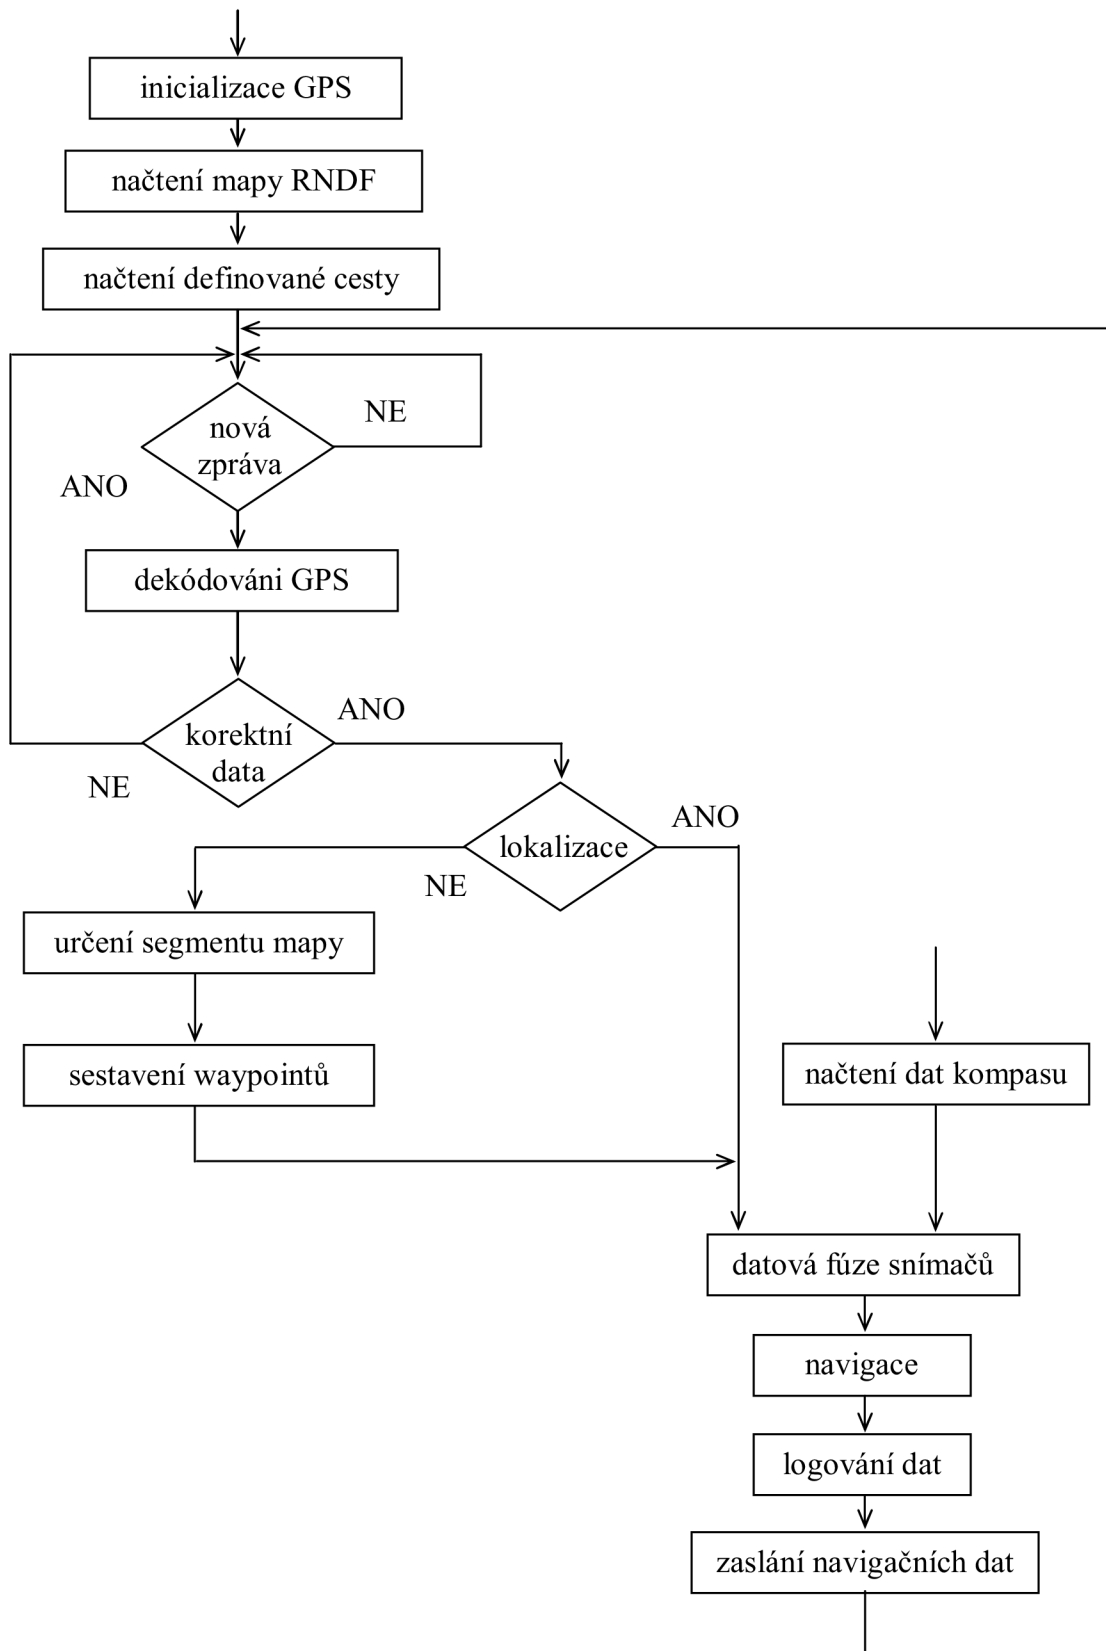 inicializace GPS
načtení mapy RNDF
načtení definované cesty
NE
nová
zpráva
ANO
dekódováni GPS
ANO
korektní
data
NE
ANO
lokalizace
NE
určení segmentu mapy
sestavení waypointů
načtení dat kompasu
datová fúze snímačů
navigace
logování dat
zaslání navigačních dat